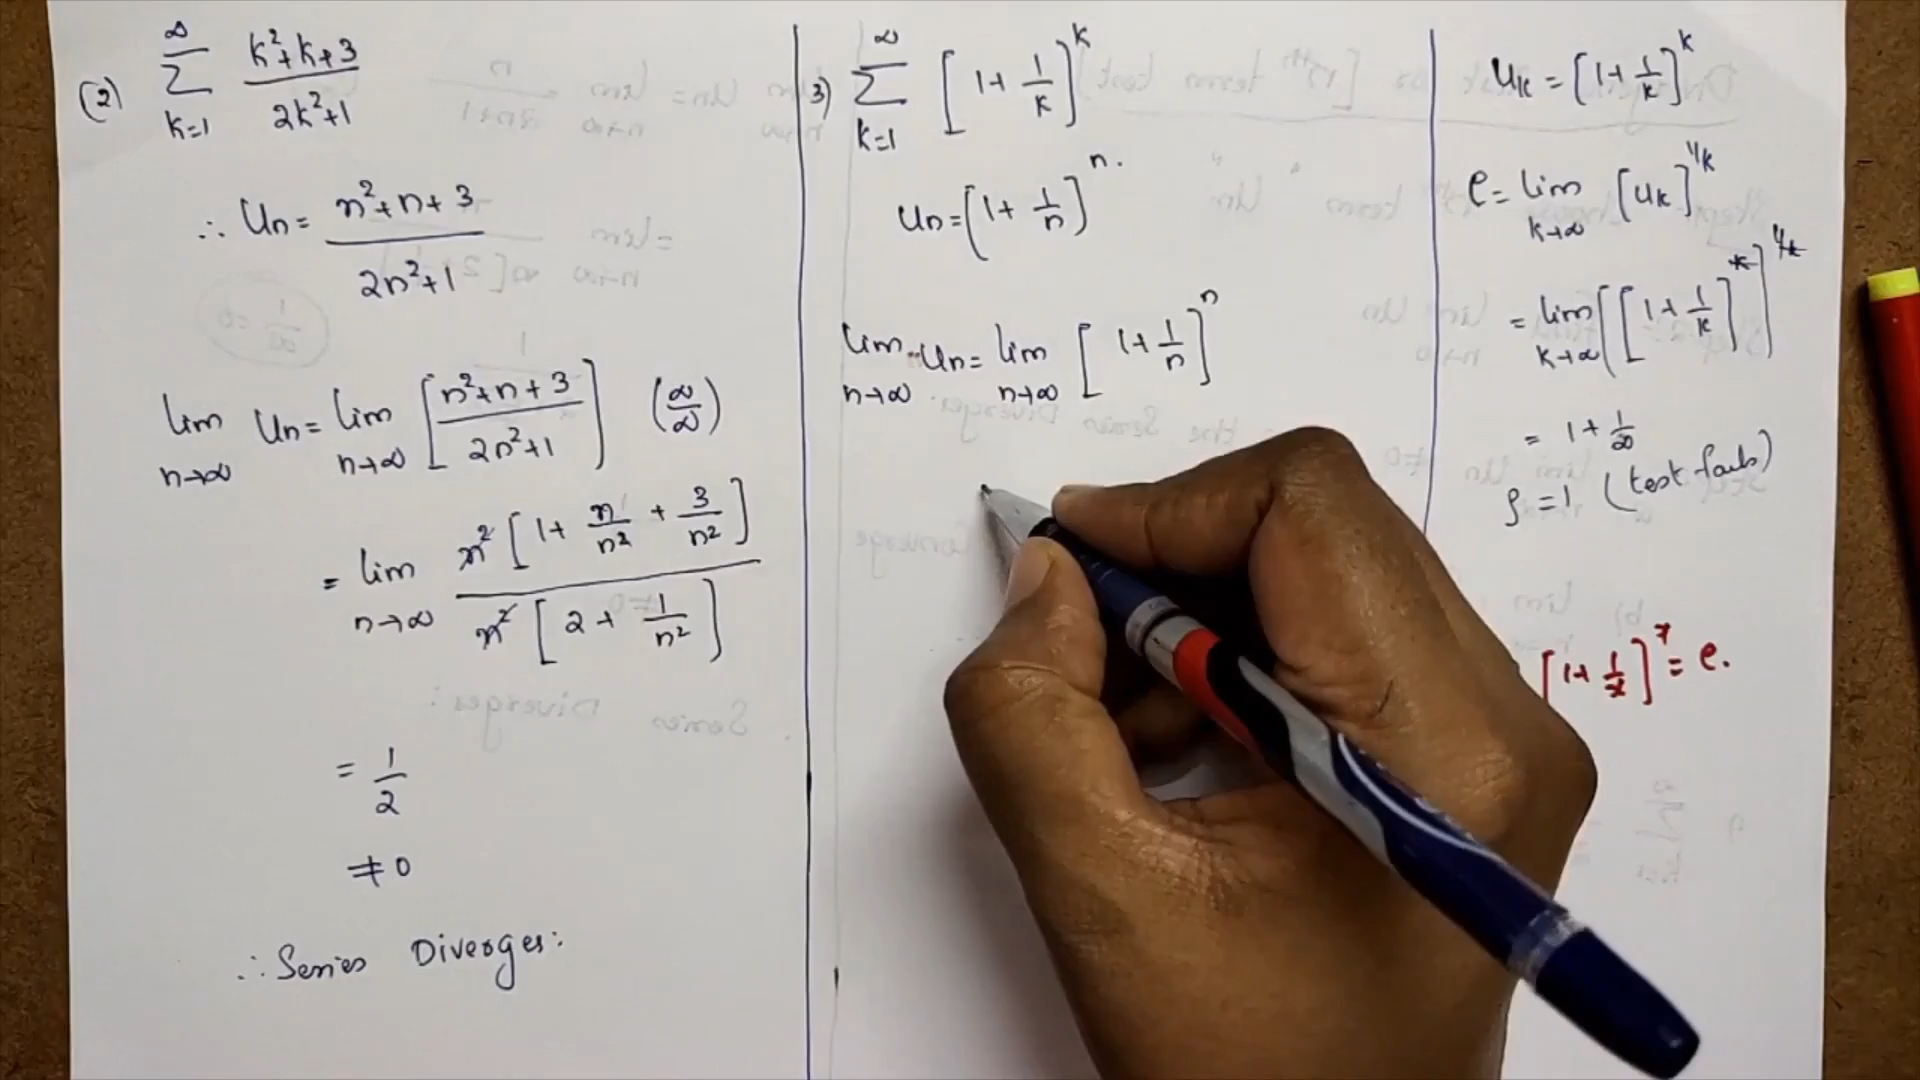 (2) ∞
∑ k²+k+3 / 2k²+1
k=1
∴ Un = n²+n+3 / 2n²+1
lim n→∞ Un = lim n→∞ [n²+n+3 / 2n²+1] (∞/∞)
= lim n→∞ n²[1+ n/n² + 3/n²] / n²[2+ 1/n²]
= 1/2
≠ 0
∴ Series Diverges:
3) ∞
∑ [1+ 1/k]^k
k=1
Un = (1+ 1/n)^n.
lim n→∞ Un = lim n→∞ [1+ 1/n]^n
Uk = [1+ 1/k]^k
ρ = lim k→∞ [Uk]^1/k
= lim k→∞ [[1+ 1/k]^k]^1/k
= 1+ 1/∞
ρ = 1 (test fails)
[1+ 1/x]^x = e.